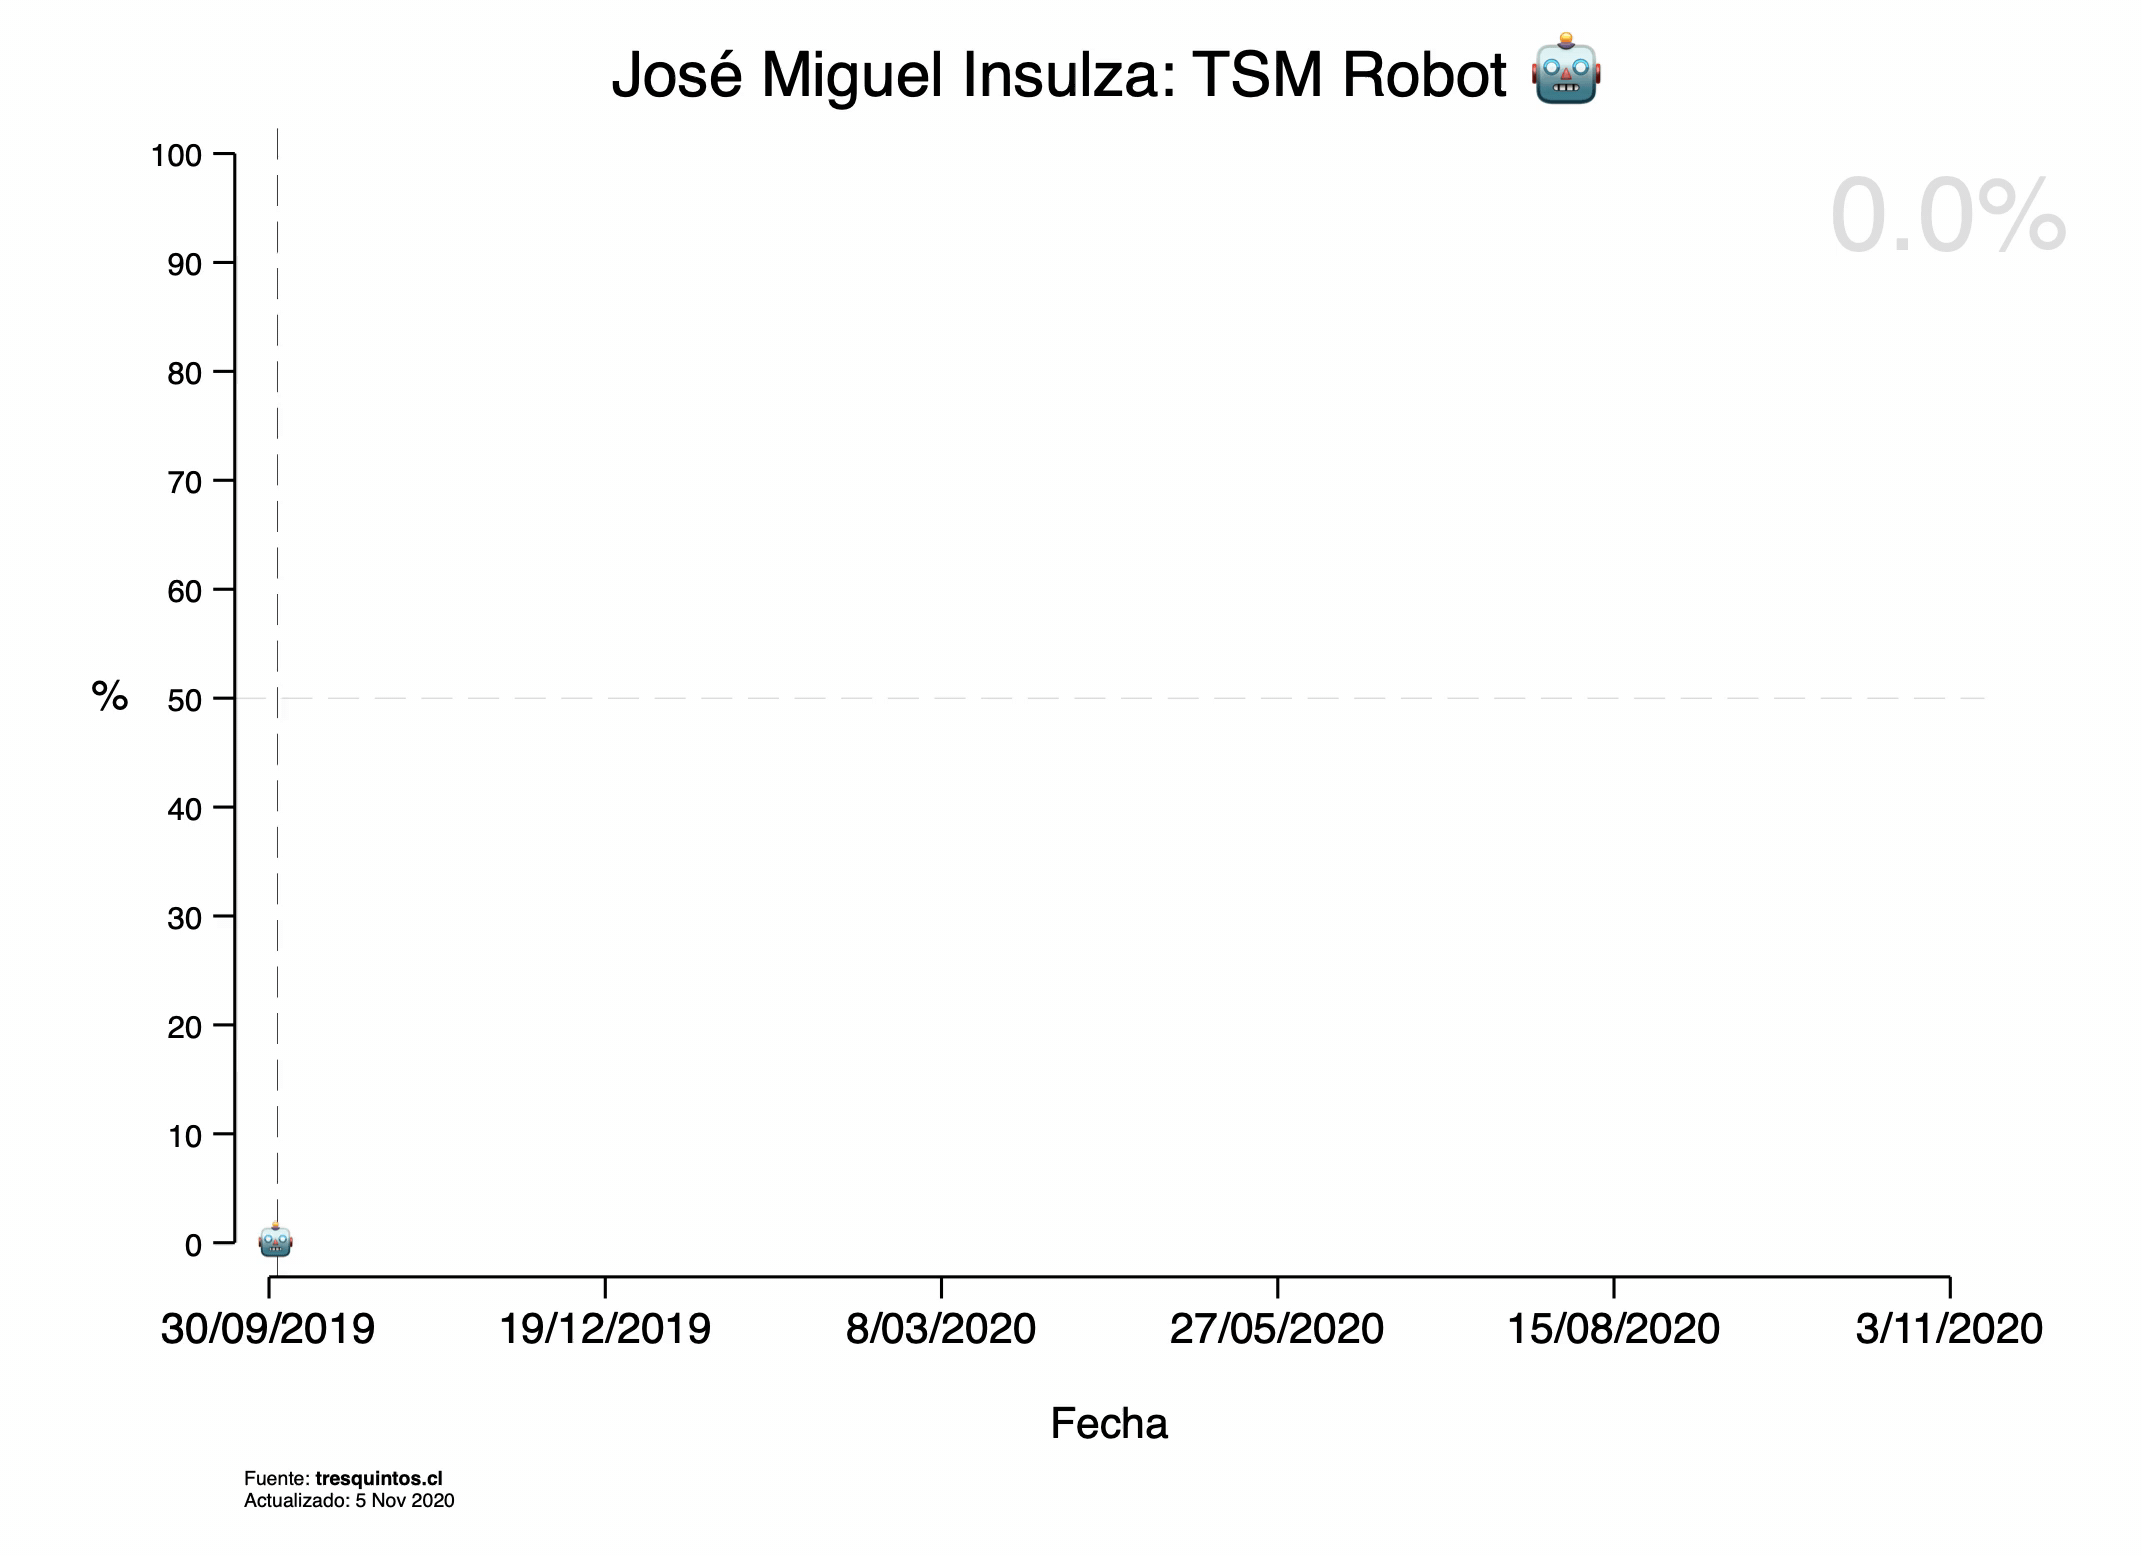 José Miguel Insulza: TSM Robot 🤖
0.0%
100
90
80
70
60
50
40
30
20
10
0
%
30/09/2019 19/12/2019 8/03/2020 27/05/2020 15/08/2020 3/11/2020
Fecha
Fuente: tresquintos.cl
Actualizado: 5 Nov 2020